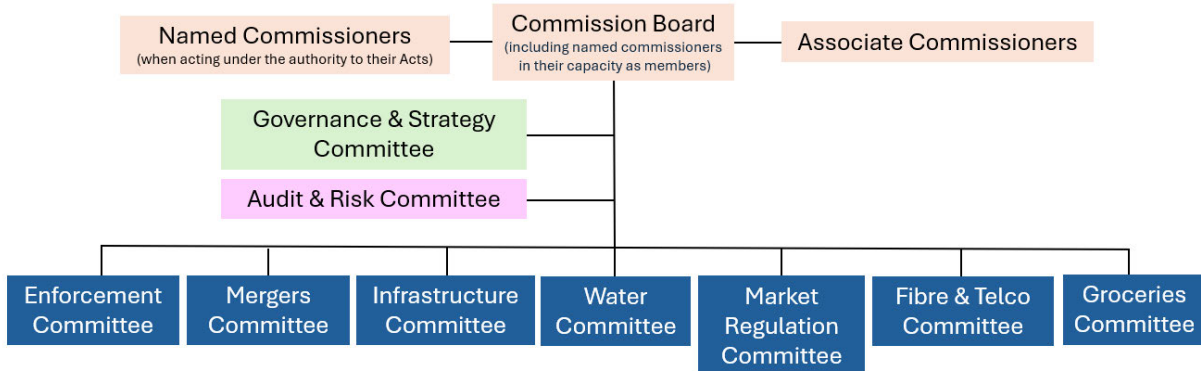 Named Commissioners
(when acting under the authority to their Acts)
Commission Board
(including named commissioners
in their capacity as members)
Associate Commissioners
Governance & Strategy
Committee
Audit & Risk Committee
Enforcement
Committee
Mergers
Committee
Infrastructure
Committee
Water
Committee
Market
Regulation
Committee
Fibre & Telco
Committee
Groceries
Committee